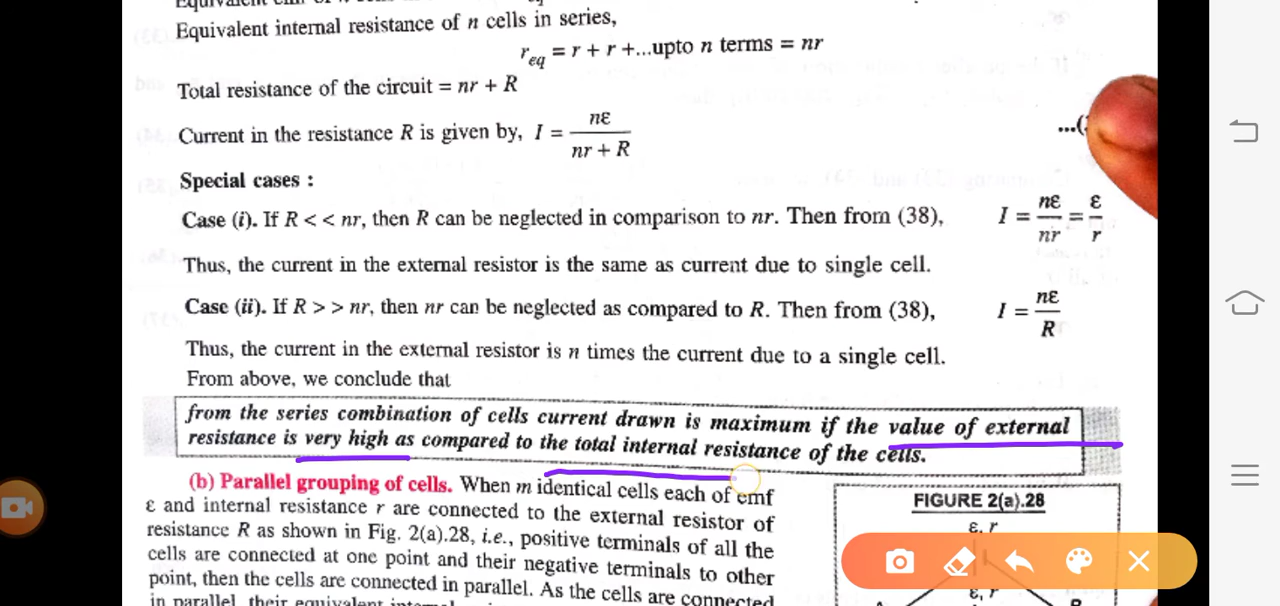 Equivalent internal resistance of n cells in series,
r_eq = r + r +...upto n terms = nr
Total resistance of the circuit = nr + R
Current in the resistance R is given by, I = nε / (nr + R) ...(
Special cases :
Case (i). If R < < nr, then R can be neglected in comparison to nr. Then from (38), I = nε / nr = ε / r
Thus, the current in the external resistor is the same as current due to single cell.
Case (ii). If R > > nr, then nr can be neglected as compared to R. Then from (38), I = nε / R
Thus, the current in the external resistor is n times the current due to a single cell.
From above, we conclude that
from the series combination of cells current drawn is maximum if the value of external
resistance is very high as compared to the total internal resistance of the cells.
(b) Parallel grouping of cells. When m identical cells each of emf
ε and internal resistance r are connected to the external resistor of
resistance R as shown in Fig. 2(a).28, i.e., positive terminals of all the
cells are connected at one point and their negative terminals to other
point, then the cells are connected in parallel. As the cells are connected
in parallel, their equivalent
FIGURE 2(a).28
ε, r
ε, r